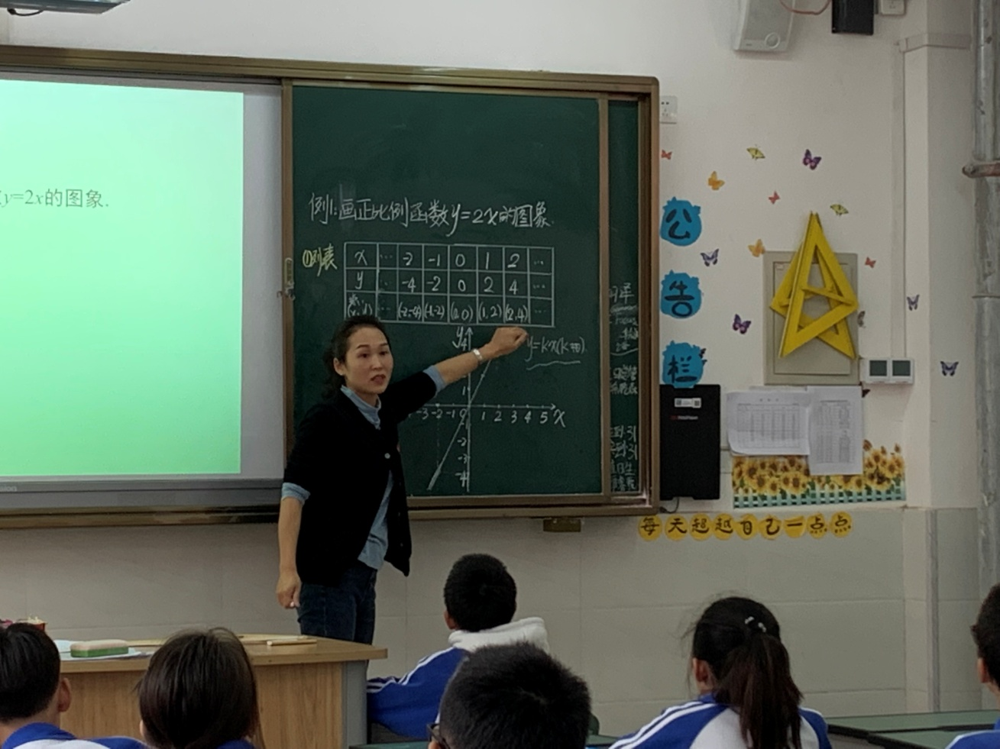 y=2x的图象.
例1:画正比例函数y=2x的图象.
①列表
x ... -2 -1 0 1 2 ...
y ... -4 -2 0 2 4 ...
... (-2,-4) (-1,-2) (0,0) (1,2) (2,4) ...
y=kx(k≠0)
y
4
1
-3 -2 -1 0 1 2 3 4 5 x
-2
-3
-4
公
告
栏
每天超越自己一点点